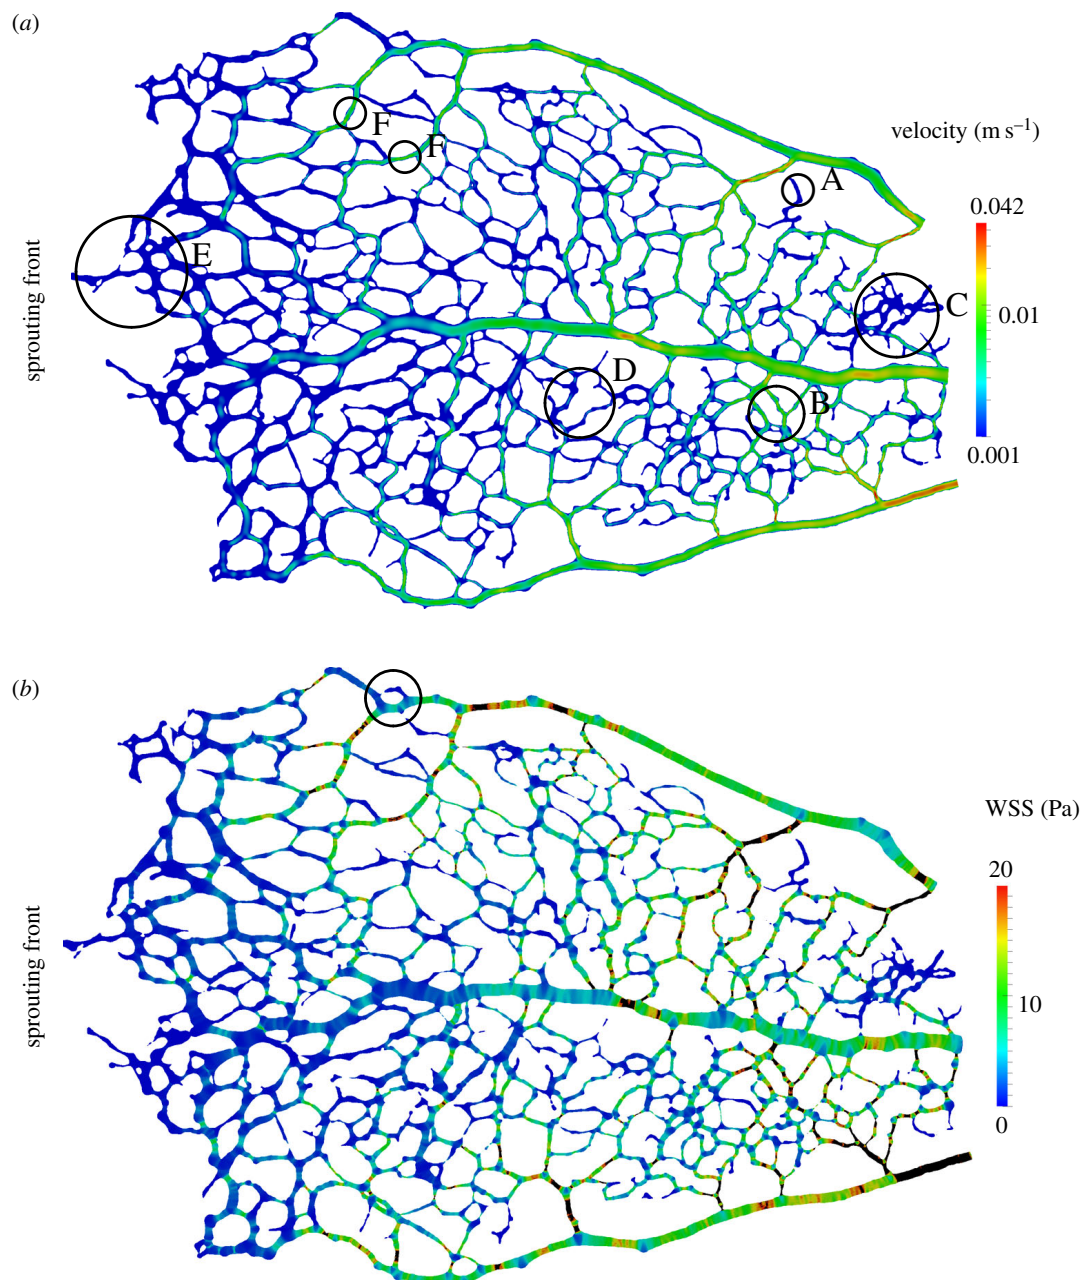 (a)
velocity (m s⁻¹)
0.042
0.01
0.001
sprouting front
A
B
C
D
E
F
F
(b)
WSS (Pa)
20
10
0
sprouting front